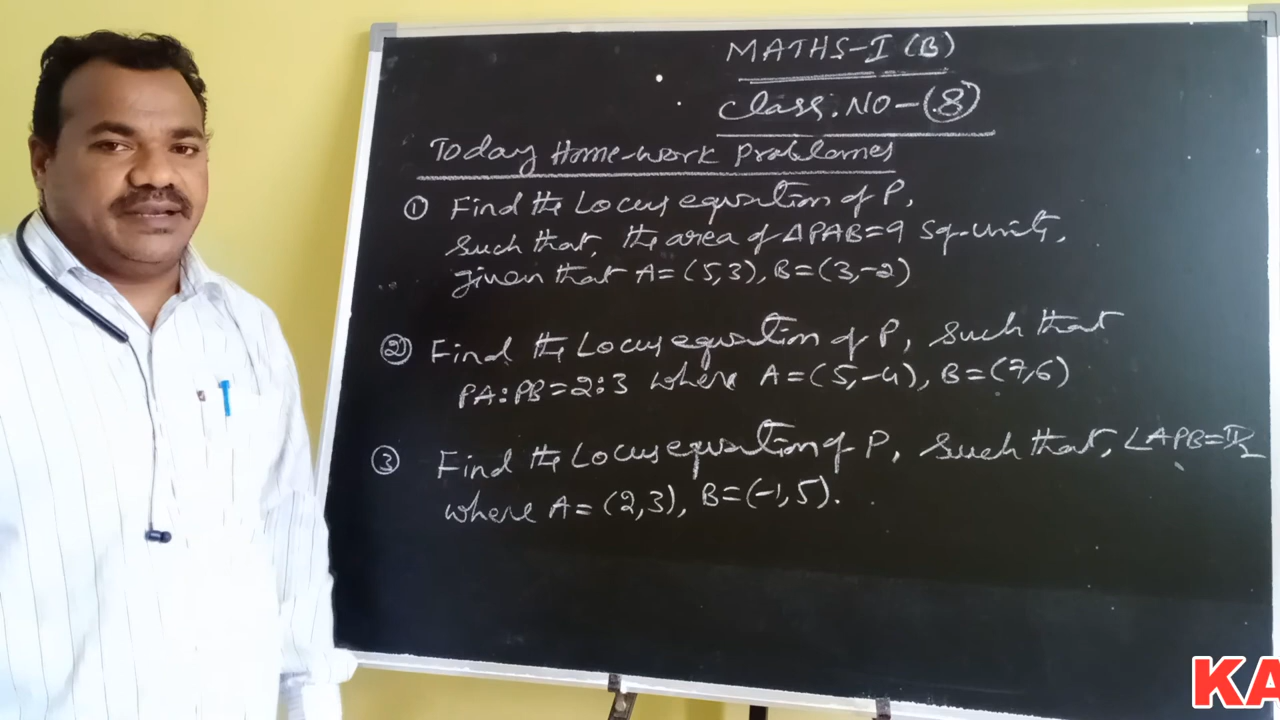 MATHS-I (B)
Class. NO-(8)
Today Home-work Problames
① Find the Locus equation of P,
such that, the area of ΔPAB=9 Sq.units,
given that A=(5,3), B=(3,-2)
② Find the Locus equation of P, such that
PA:PB=2:3 where A=(5,-4), B=(7,6)
③ Find the Locus equation of P, such that, ∠APB=π/2
where A=(2,3), B=(-1,5).
KA